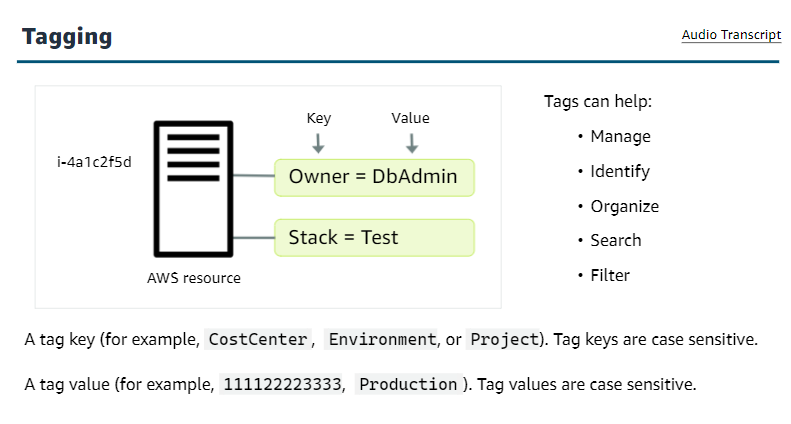 Tagging
Audio Transcript
Key
Value
i-4a1c2f5d
Owner = DbAdmin
Stack = Test
AWS resource
Tags can help:
• Manage
• Identify
• Organize
• Search
• Filter
A tag key (for example, CostCenter, Environment, or Project). Tag keys are case sensitive.
A tag value (for example, 111122223333, Production). Tag values are case sensitive.